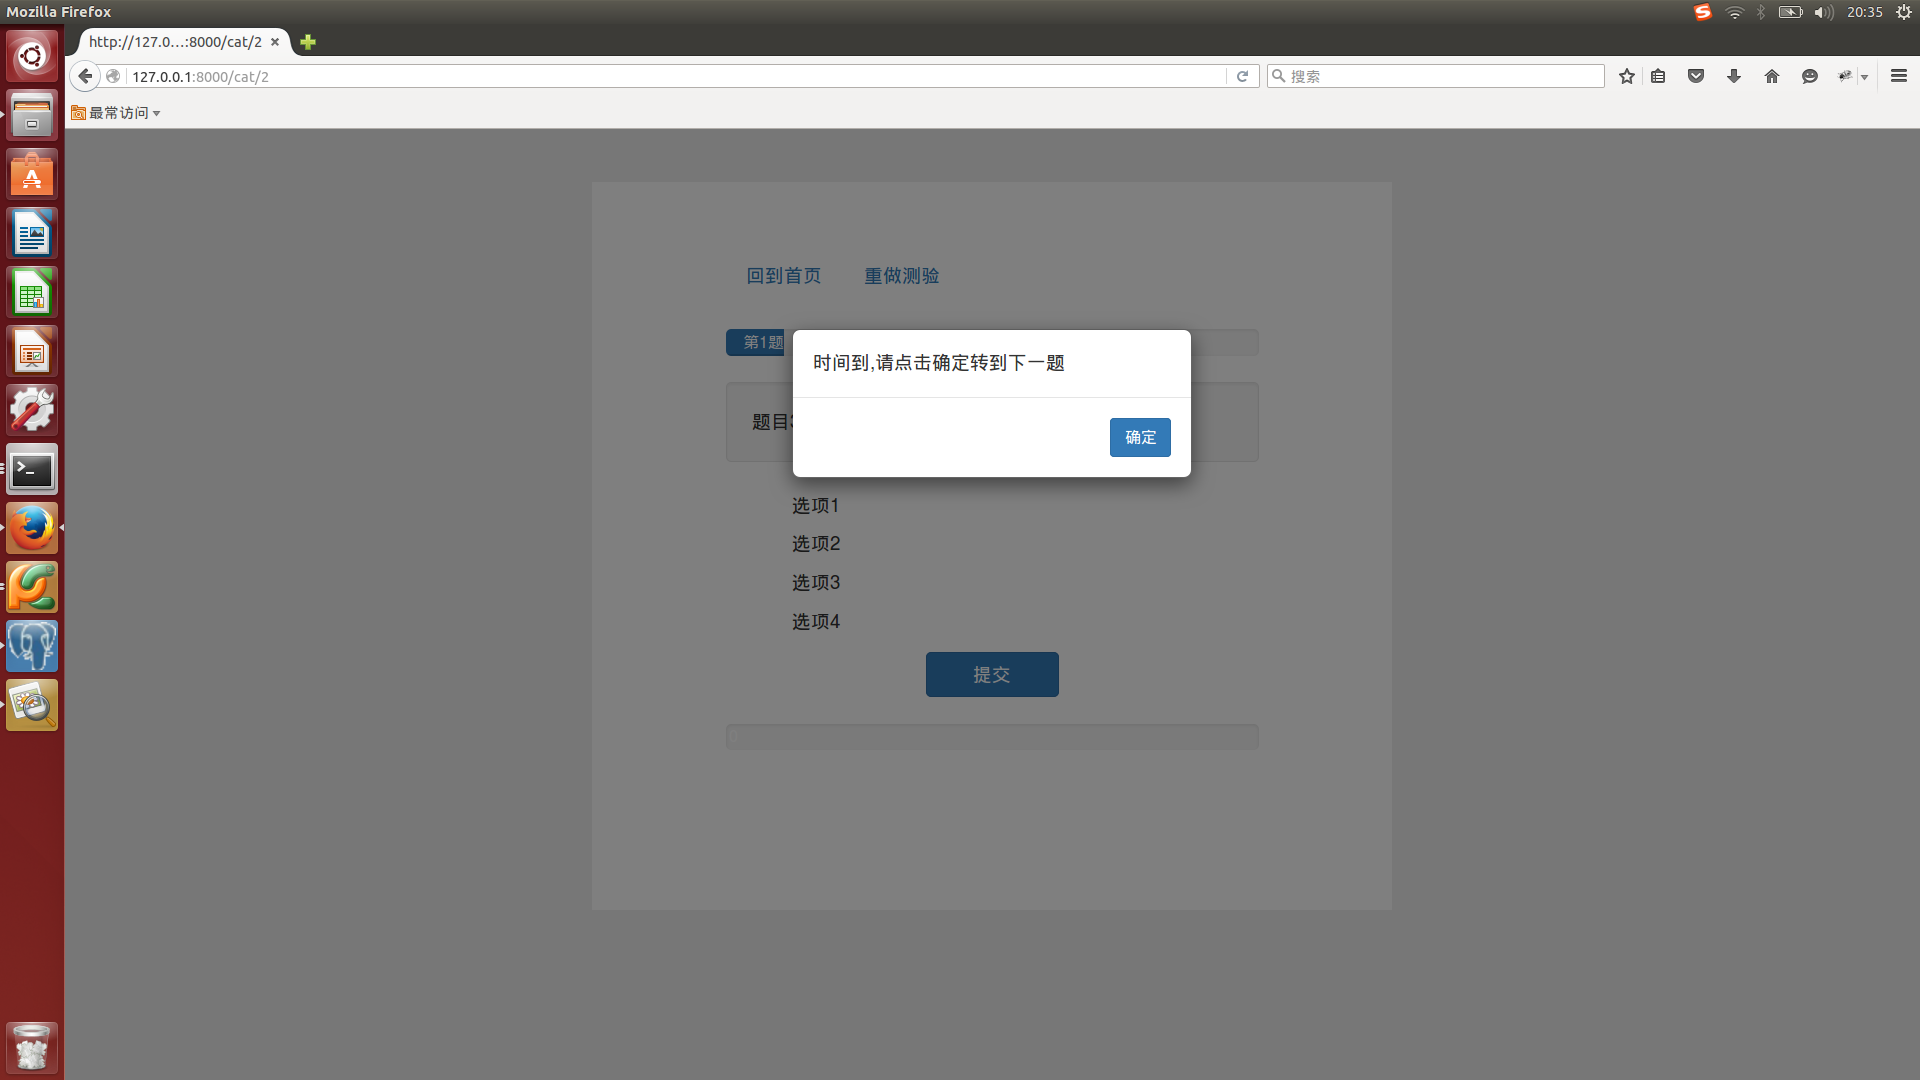 Mozilla Firefox
20:35
http://127.0...:8000/cat/2
127.0.0.1:8000/cat/2
搜索
最常访问
回到首页
重做测验
第1题
时间到,请点击确定转到下一题
题目
确定
选项1
选项2
选项3
选项4
提交
0